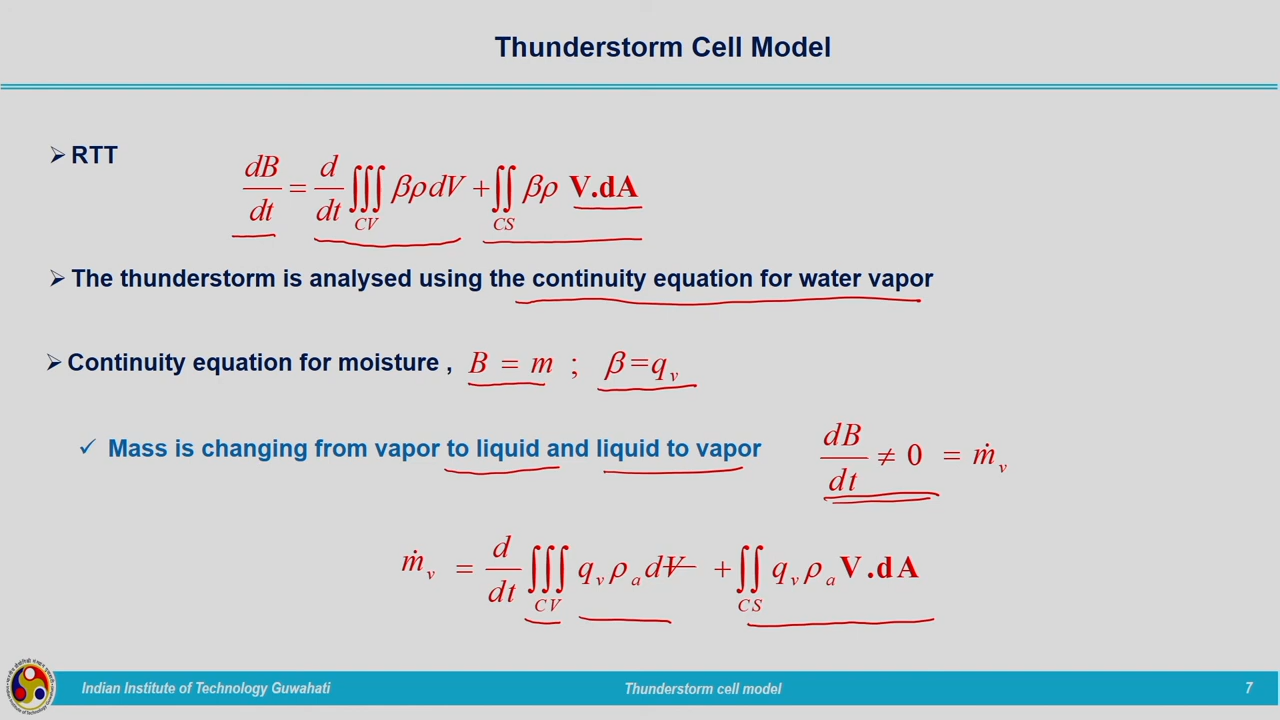 Thunderstorm Cell Model
➢ RTT
dB/dt = d/dt ∭_CV βρdV + ∬_CS βρ V.dA
➢ The thunderstorm is analysed using the continuity equation for water vapor
➢ Continuity equation for moisture , B = m ; β=q_v
✓ Mass is changing from vapor to liquid and liquid to vapor dB/dt ≠ 0 = ṁ_v
ṁ_v = d/dt ∭_CV q_v ρ_a dV + ∬_CS q_v ρ_a V.dA
Indian Institute of Technology Guwahati Thunderstorm cell model 7